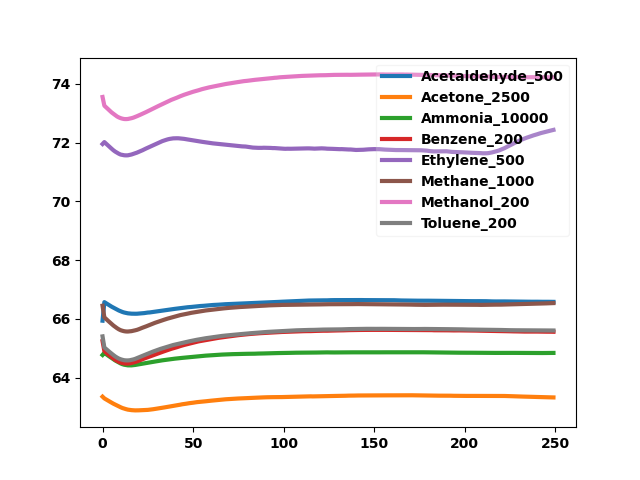 74
72
70
68
66
64
0 50 100 150 200 250
Acetaldehyde_500
Acetone_2500
Ammonia_10000
Benzene_200
Ethylene_500
Methane_1000
Methanol_200
Toluene_200